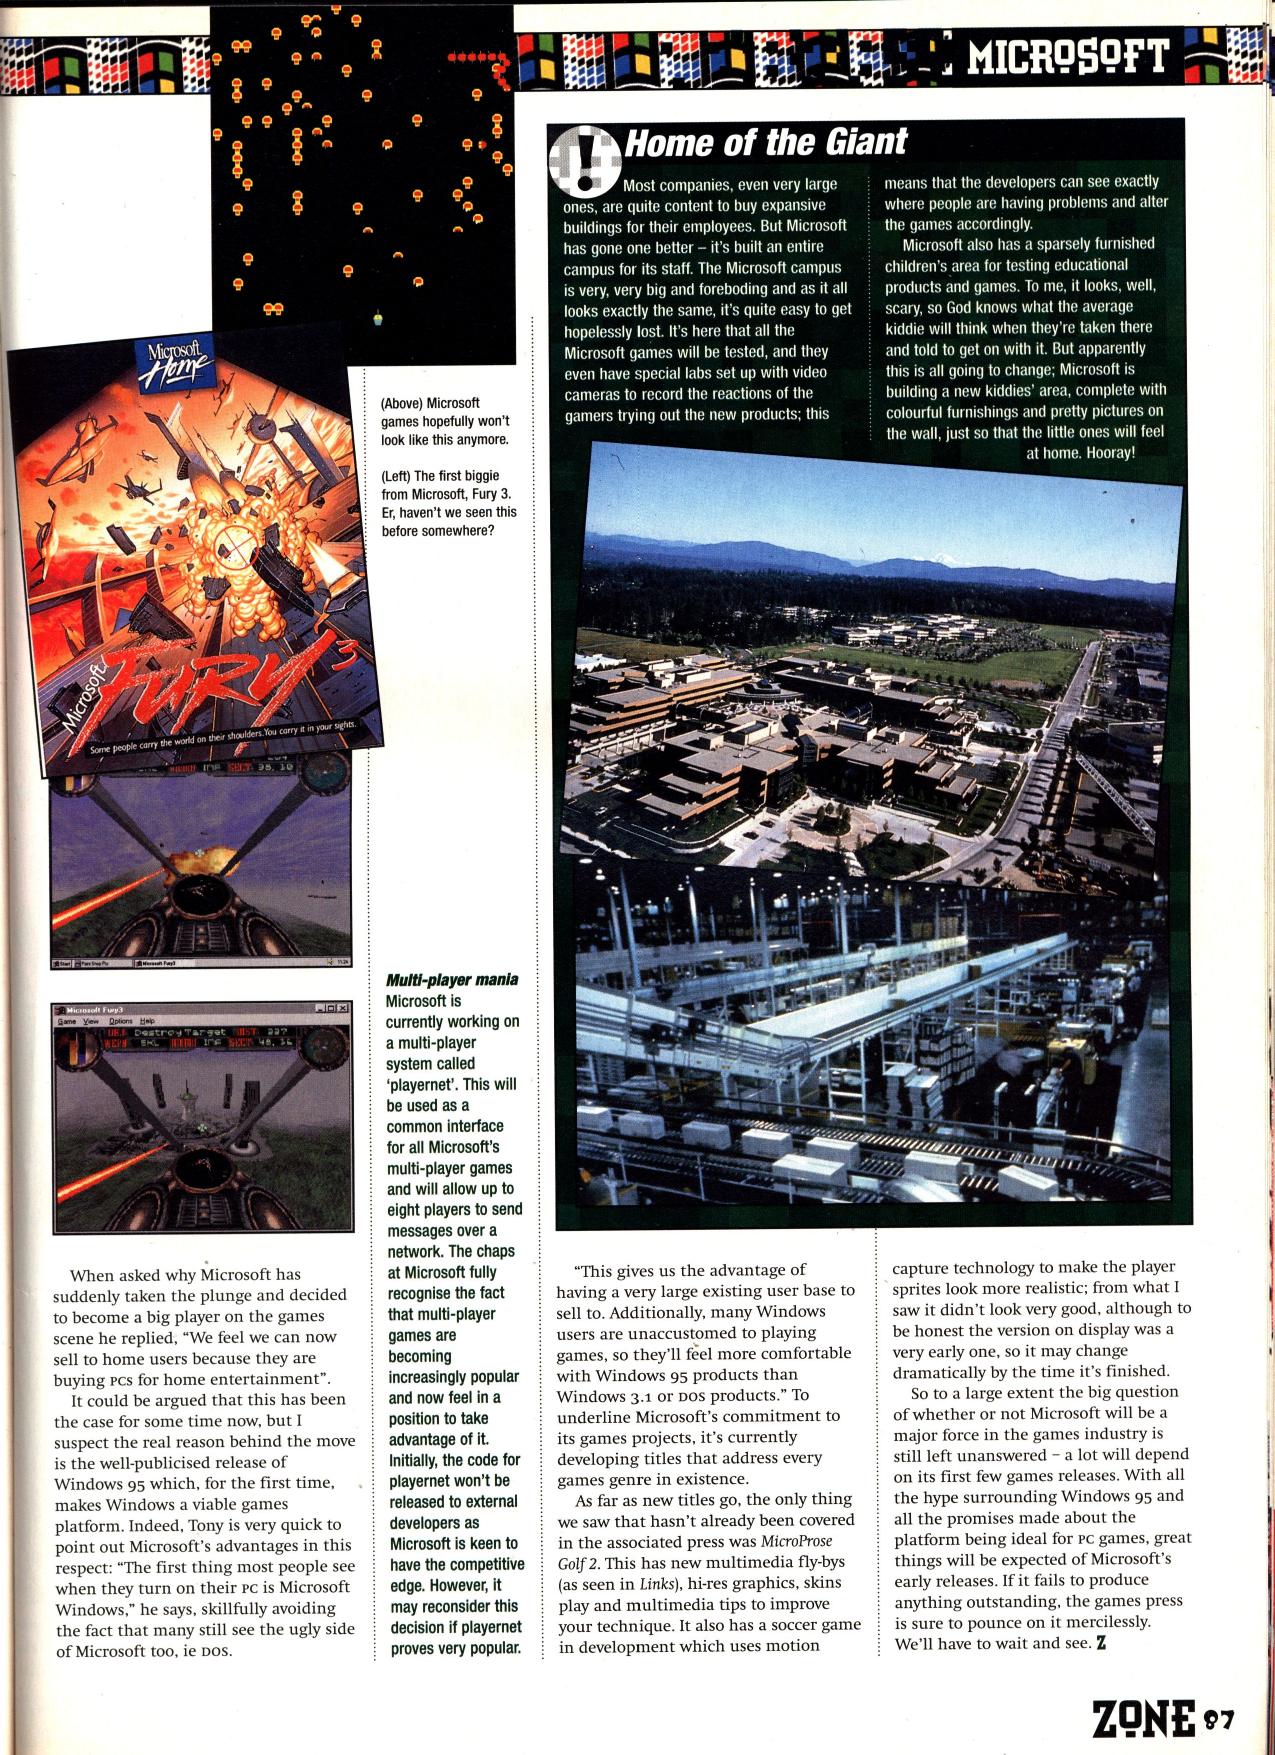 MICROSOFT
Home of the Giant
Most companies, even very large
ones, are quite content to buy expansive
buildings for their employees. But Microsoft
has gone one better – it's built an entire
campus for its staff. The Microsoft campus
is very, very big and foreboding and as it all
looks exactly the same, it's quite easy to get
hopelessly lost. It's here that all the
Microsoft games will be tested, and they
even have special labs set up with video
cameras to record the reactions of the
gamers trying out the new products; this
means that the developers can see exactly
where people are having problems and alter
the games accordingly.
Microsoft also has a sparsely furnished
children's area for testing educational
products and games. To me, it looks, well,
scary, so God knows what the average
kiddie will think when they're taken there
and told to get on with it. But apparently
this is all going to change; Microsoft is
building a new kiddies' area, complete with
colourful furnishings and pretty pictures on
the wall, just so that the little ones will feel
at home. Hooray!
Microsoft
Home
Microsoft
FURY3
Some people carry the world on their shoulders. You carry it in your sights.
(Above) Microsoft
games hopefully won't
look like this anymore.
(Left) The first biggie
from Microsoft, Fury 3.
Er, haven't we seen this
before somewhere?
INF SECT 38, 10
Start
Microsoft Fury3
11:24
Microsoft Fury3
Game View Options Help
Destroy Target DIST 337
INF SECT 48, 16
Multi-player mania
Microsoft is
currently working on
a multi-player
system called
'playernet'. This will
be used as a
common interface
for all Microsoft's
multi-player games
and will allow up to
eight players to send
messages over a
network. The chaps
at Microsoft fully
recognise the fact
that multi-player
games are
becoming
increasingly popular
and now feel in a
position to take
advantage of it.
Initially, the code for
playernet won't be
released to external
developers as
Microsoft is keen to
have the competitive
edge. However, it
may reconsider this
decision if playernet
proves very popular.
When asked why Microsoft has
suddenly taken the plunge and decided
to become a big player on the games
scene he replied, "We feel we can now
sell to home users because they are
buying PCs for home entertainment".
It could be argued that this has been
the case for some time now, but I
suspect the real reason behind the move
is the well-publicised release of
Windows 95 which, for the first time,
makes Windows a viable games
platform. Indeed, Tony is very quick to
point out Microsoft's advantages in this
respect: "The first thing most people see
when they turn on their PC is Microsoft
Windows," he says, skillfully avoiding
the fact that many still see the ugly side
of Microsoft too, ie DOS.
"This gives us the advantage of
having a very large existing user base to
sell to. Additionally, many Windows
users are unaccustomed to playing
games, so they'll feel more comfortable
with Windows 95 products than
Windows 3.1 or DOS products." To
underline Microsoft's commitment to
its games projects, it's currently
developing titles that address every
games genre in existence.
As far as new titles go, the only thing
we saw that hasn't already been covered
in the associated press was MicroProse
Golf 2. This has new multimedia fly-bys
(as seen in Links), hi-res graphics, skins
play and multimedia tips to improve
your technique. It also has a soccer game
in development which uses motion
capture technology to make the player
sprites look more realistic; from what I
saw it didn't look very good, although to
be honest the version on display was a
very early one, so it may change
dramatically by the time it's finished.
So to a large extent the big question
of whether or not Microsoft will be a
major force in the games industry is
still left unanswered – a lot will depend
on its first few games releases. With all
the hype surrounding Windows 95 and
all the promises made about the
platform being ideal for PC games, great
things will be expected of Microsoft's
early releases. If it fails to produce
anything outstanding, the games press
is sure to pounce on it mercilessly.
We'll have to wait and see. Z
ZONE 87